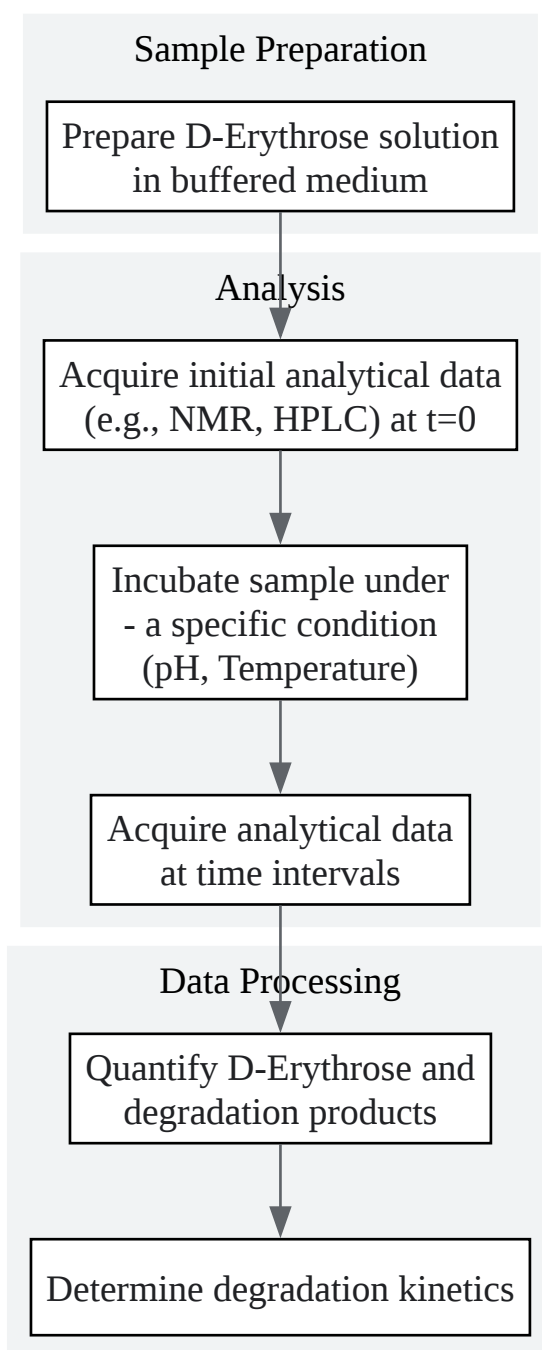 Sample Preparation
Prepare D-Erythrose solution
in buffered medium
Analysis
Acquire initial analytical data
(e.g., NMR, HPLC) at t=0
Incubate sample under
- a specific condition
(pH, Temperature)
Acquire analytical data
at time intervals
Data Processing
Quantify D-Erythrose and
degradation products
Determine degradation kinetics